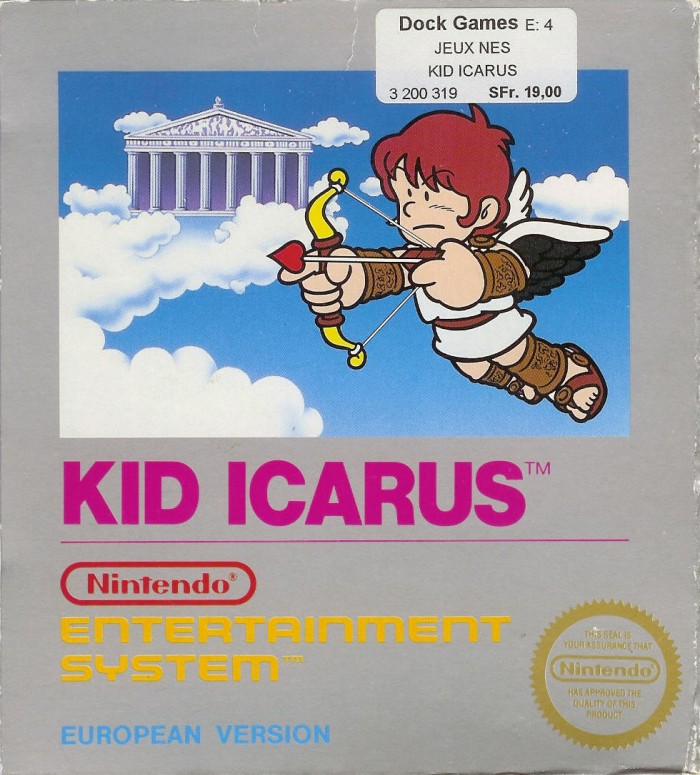 Dock Games E: 4
JEUX NES
KID ICARUS
3 200 319 SFr. 19,00
KID ICARUS™
Nintendo®
ENTERTAINMENT
SYSTEM™
EUROPEAN VERSION
THIS SEAL IS
YOUR ASSURANCE THAT
Nintendo®
HAS APPROVED THE
QUALITY OF THIS
PRODUCT